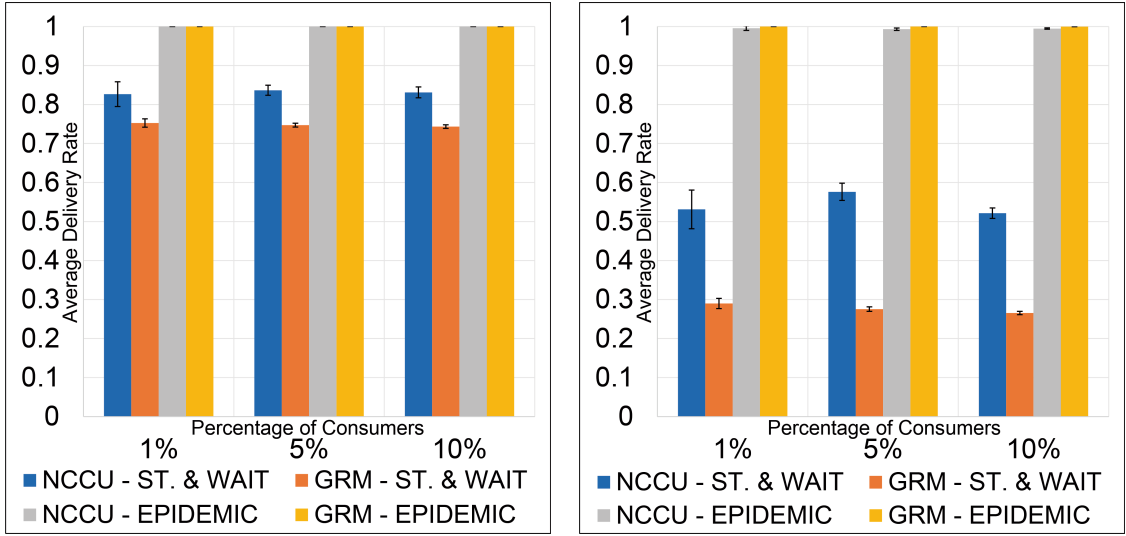 1
0.9
0.8
0.7
0.6
0.5
0.4
0.3
0.2
0.1
0
Average Delivery Rate
Percentage of Consumers
1% 5% 10%
NCCU - ST. & WAIT GRM - ST. & WAIT
NCCU - EPIDEMIC GRM - EPIDEMIC
1
0.9
0.8
0.7
0.6
0.5
0.4
0.3
0.2
0.1
0
Average Delivery Rate
Percentage of Consumers
1% 5% 10%
NCCU - ST. & WAIT GRM - ST. & WAIT
NCCU - EPIDEMIC GRM - EPIDEMIC